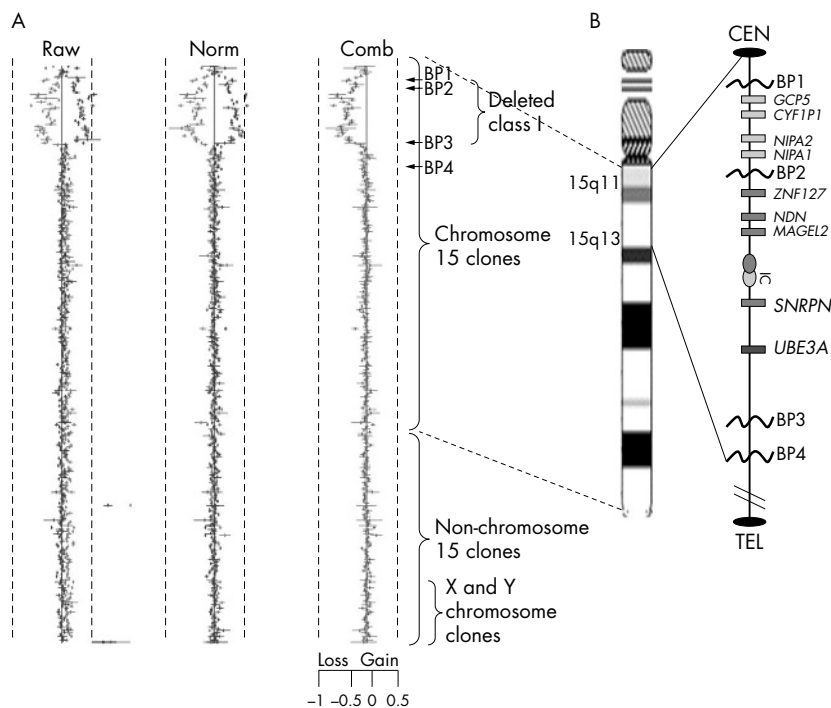 A
Raw
Norm
Comb
BP1
BP2
Deleted
class I
BP3
BP4
Chromosome
15 clones
Non-chromosome
15 clones
X and Y
chromosome
clones
Loss Gain
−1 −0.5 0 0.5
B
15q11
15q13
CEN
BP1
GCP5
CYF1P1
NIPA2
NIPA1
BP2
ZNF127
NDN
MAGEL2
IC
SNRPN
UBE3A
BP3
BP4
TEL